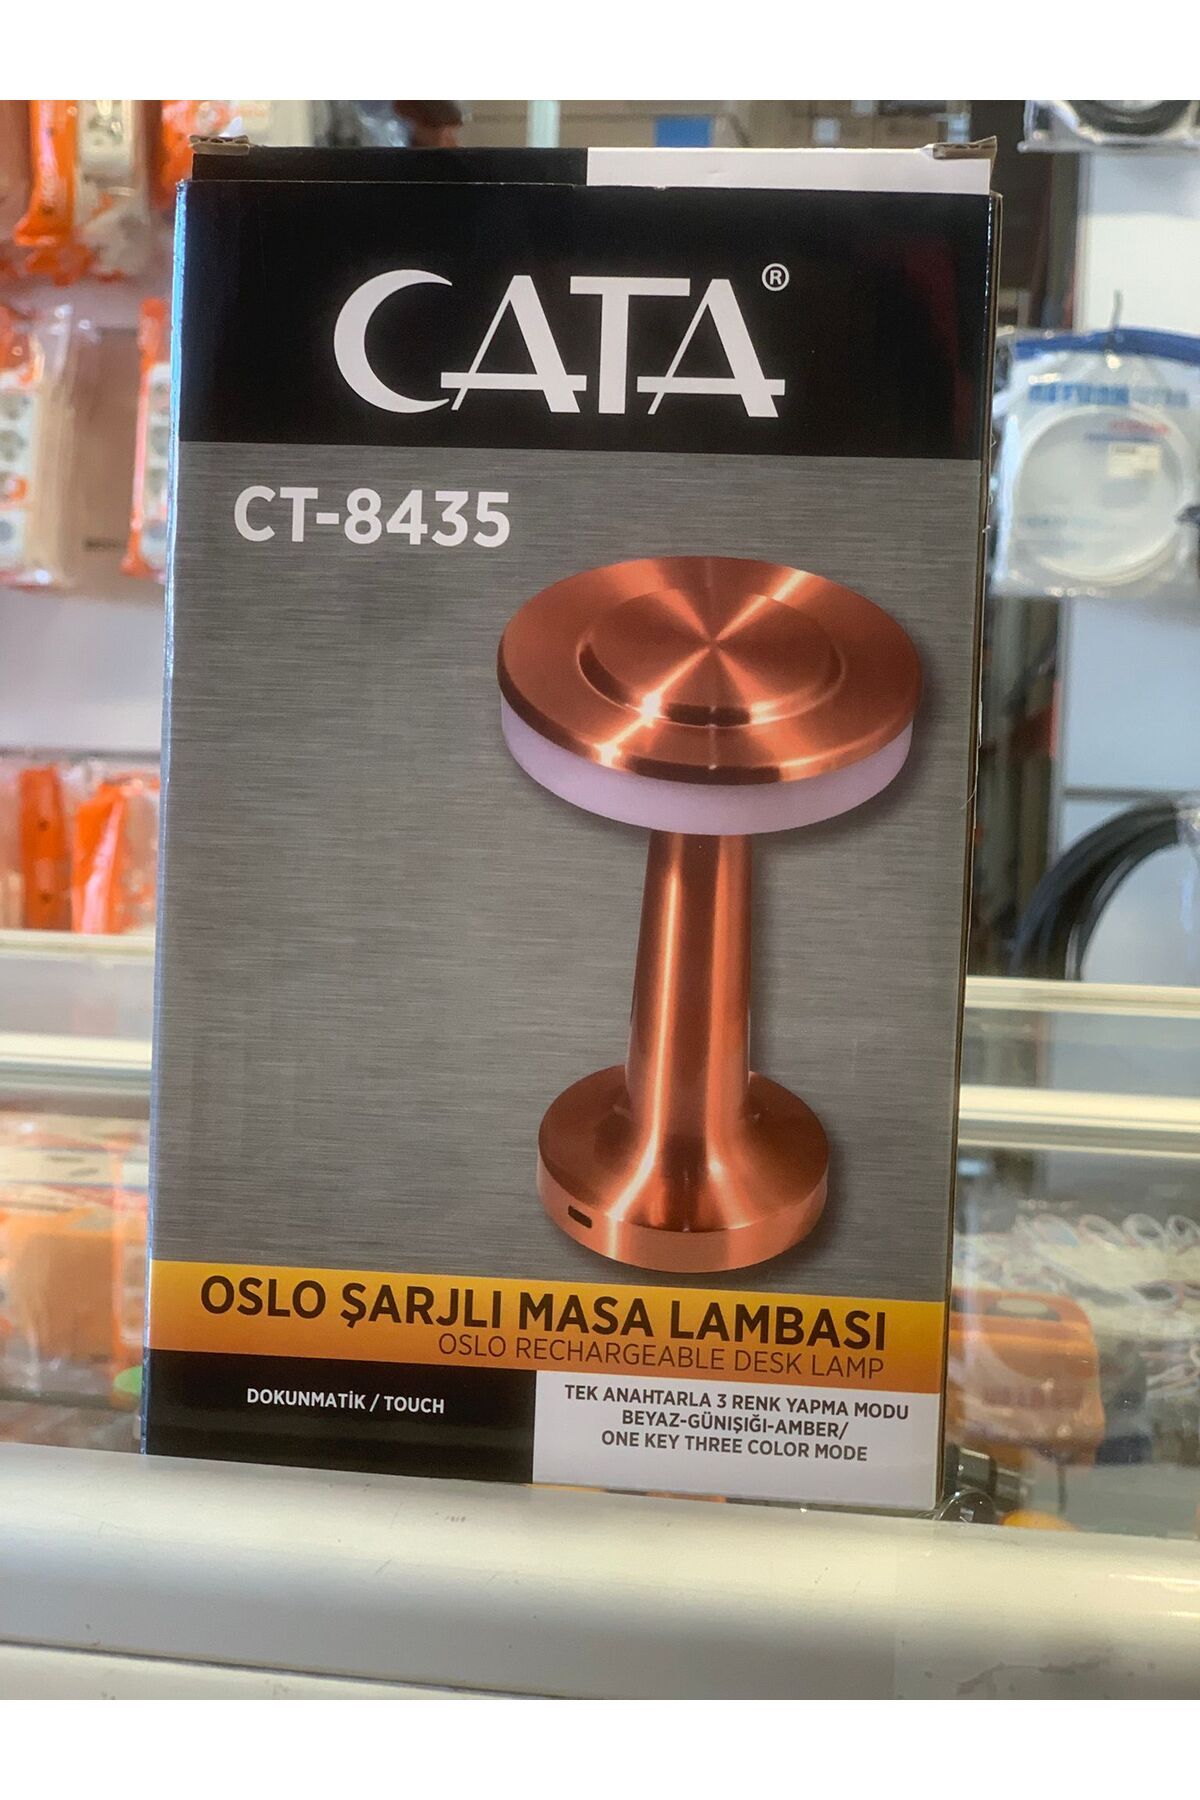 CATA®
CT-8435
OSLO ŞARJLI MASA LAMBASI
OSLO RECHARGEABLE DESK LAMP
DOKUNMATİK / TOUCH
TEK ANAHTARLA 3 RENK YAPMA MODU
BEYAZ-GÜNIŞIĞI-AMBER/
ONE KEY THREE COLOR MODE